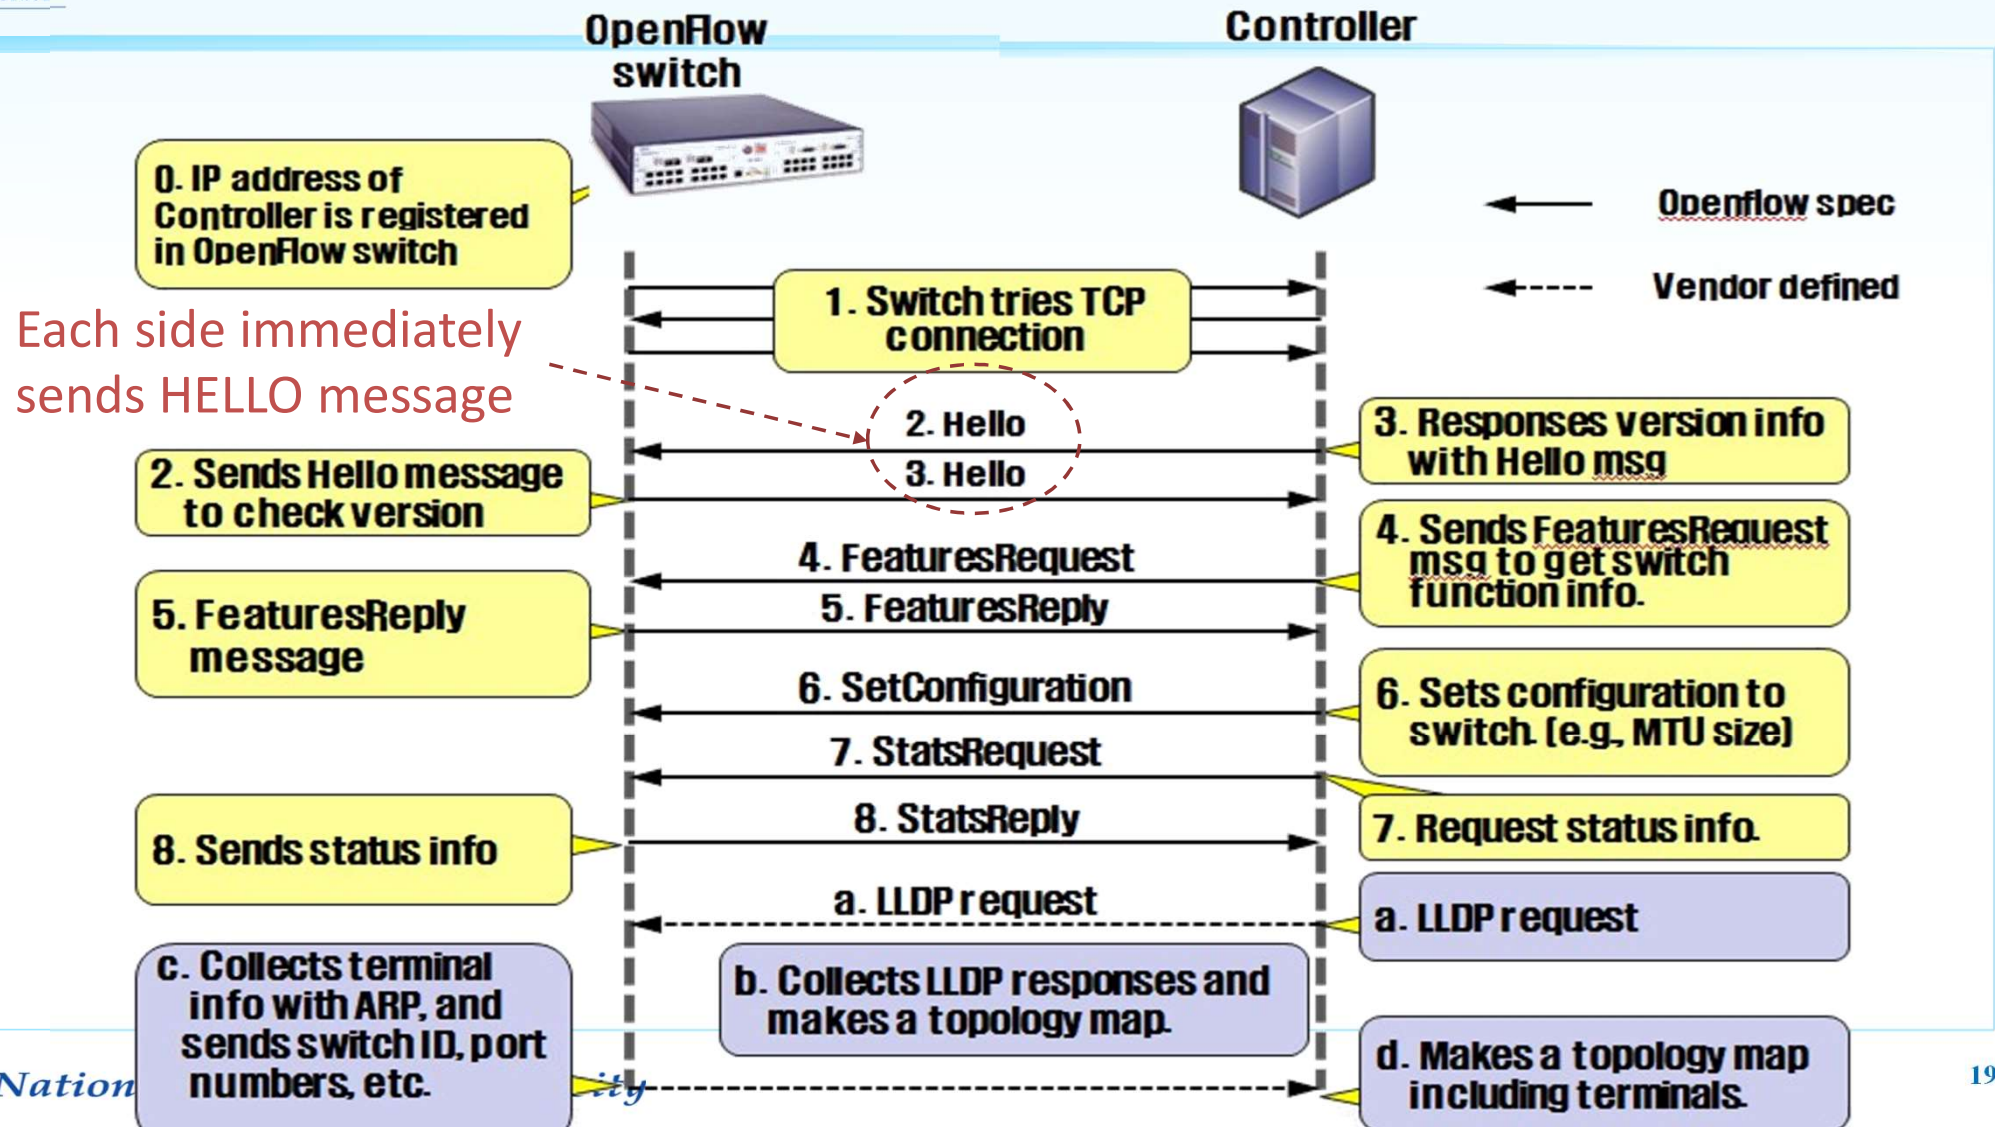 OpenFlow
switch
Controller
0. IP address of
Controller is registered
in OpenFlow switch
Openflow spec
Vendor defined
1. Switch tries TCP
connection
Each side immediately
sends HELLO message
2. Hello
3. Hello
3. Responses version info
with Hello msg
2. Sends Hello message
to check version
4. FeaturesRequest
4. Sends FeaturesRequest
msg to get switch
function info.
5. FeaturesReply
5. FeaturesReply
message
6. SetConfiguration
6. Sets configuration to
switch. (e.g., MTU size)
7. StatsRequest
7. Request status info.
8. StatsReply
8. Sends status info
a. LLDP request
a. LLDP request
c. Collects terminal
info with ARP, and
sends switch ID, port
numbers, etc.
b. Collects LLDP responses and
makes a topology map.
d. Makes a topology map
including terminals.
Nation
ity
19